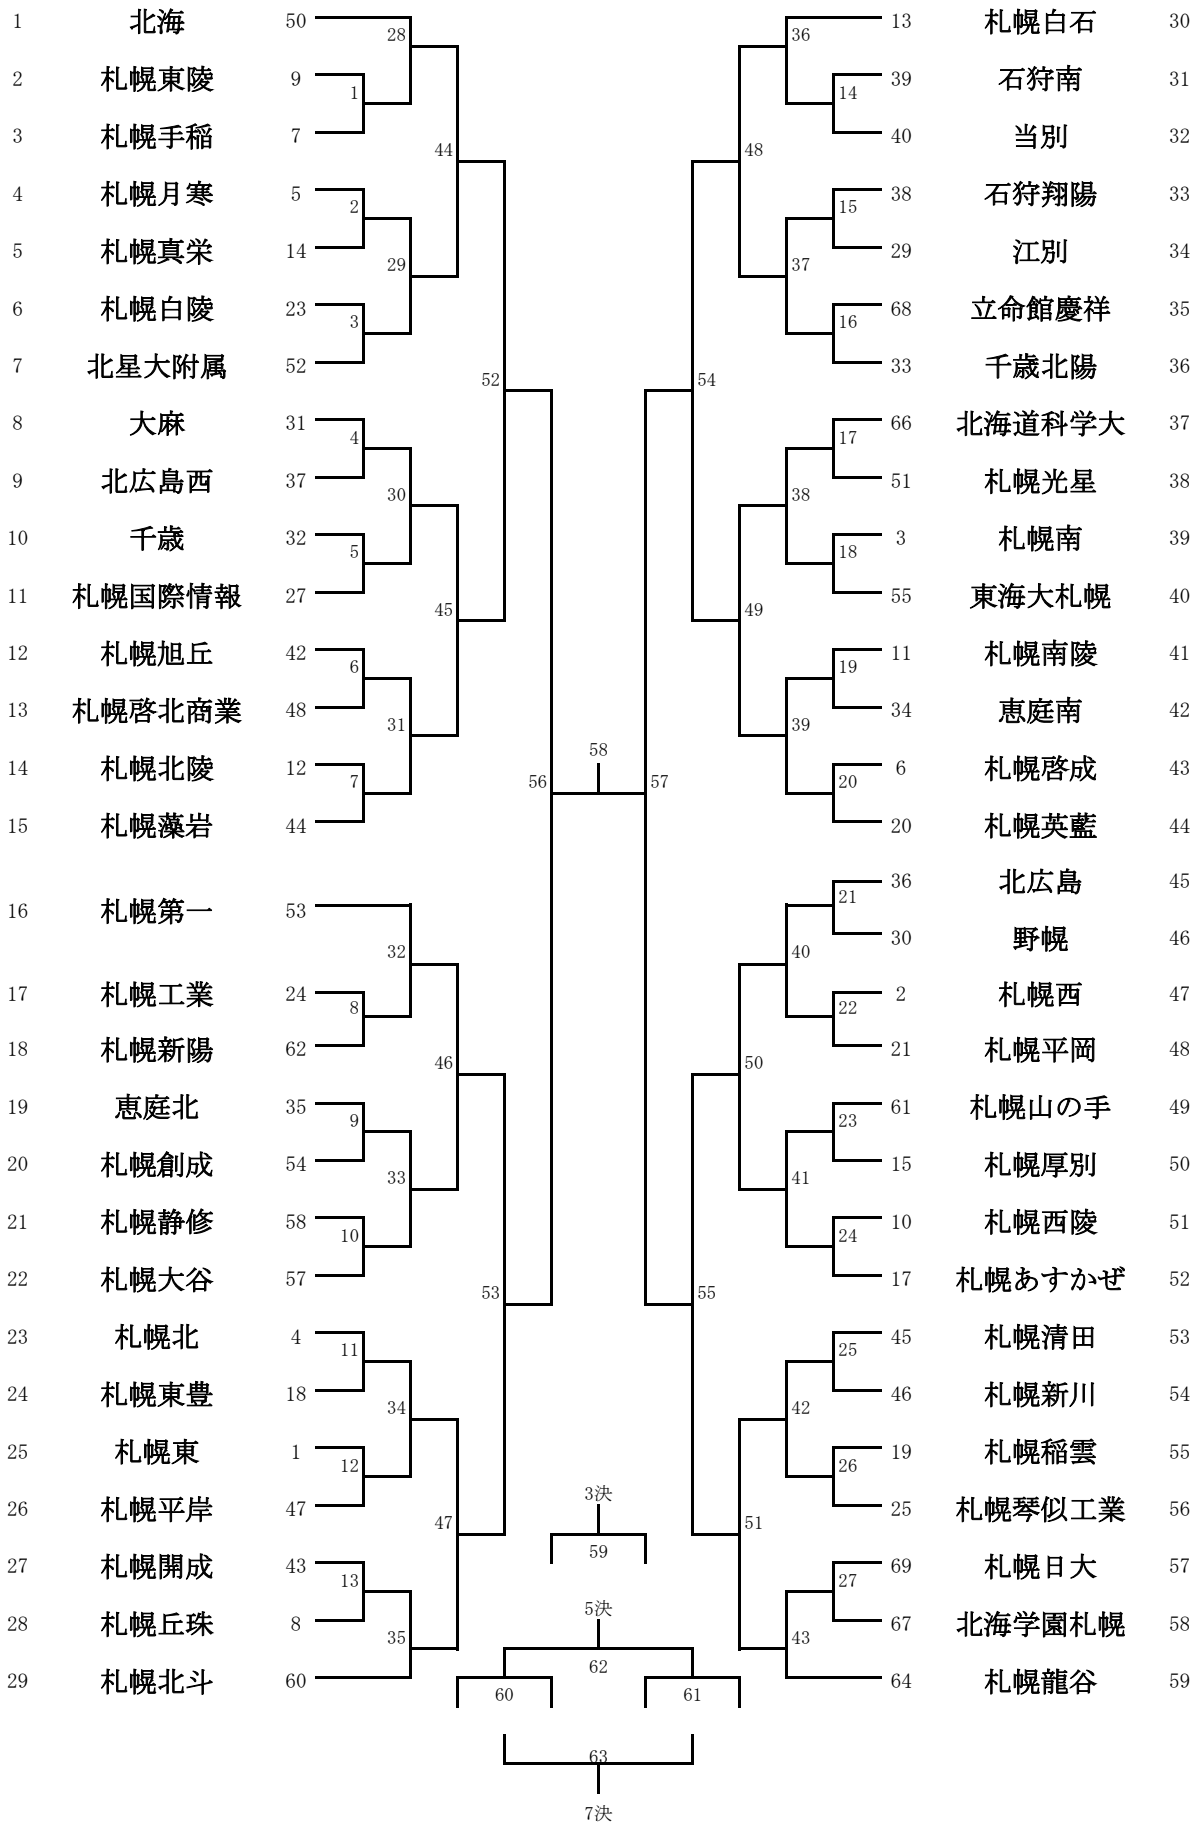 1 北海 50 28 36 13 札幌白石 30
2 札幌東陵 9 1 14 39 石狩南 31
3 札幌手稲 7 44 48 40 当別 32
4 札幌月寒 5 2 15 38 石狩翔陽 33
5 札幌真栄 14 29 37 29 江別 34
6 札幌白陵 23 3 16 68 立命館慶祥 35
7 北星大附属 52 52 54 33 千歳北陽 36
8 大麻 31 4 17 66 北海道科学大 37
9 北広島西 37 30 38 51 札幌光星 38
10 千歳 32 5 18 3 札幌南 39
11 札幌国際情報 27 45 49 55 東海大札幌 40
12 札幌旭丘 42 6 19 11 札幌南陵 41
13 札幌啓北商業 48 31 39 34 恵庭南 42
58
14 札幌北陵 12 7 56 57 20 6 札幌啓成 43
15 札幌藻岩 44 20 札幌英藍 44
21 36 北広島 45
16 札幌第一 53 32 40 30 野幌 46
17 札幌工業 24 8 22 2 札幌西 47
18 札幌新陽 62 46 50 21 札幌平岡 48
19 恵庭北 35 9 23 61 札幌山の手 49
20 札幌創成 54 33 41 15 札幌厚別 50
21 札幌静修 58 10 24 10 札幌西陵 51
22 札幌大谷 57 53 55 17 札幌あすかぜ 52
23 札幌北 4 11 25 45 札幌清田 53
24 札幌東豊 18 34 42 46 札幌新川 54
25 札幌東 1 12 26 19 札幌稲雲 55
3決
26 札幌平岸 47 47 51 25 札幌琴似工業 56
59
27 札幌開成 43 13 27 69 札幌日大 57
5決
28 札幌丘珠 8 35 43 67 北海学園札幌 58
62
29 札幌北斗 60 60 61 64 札幌龍谷 59
63
7決